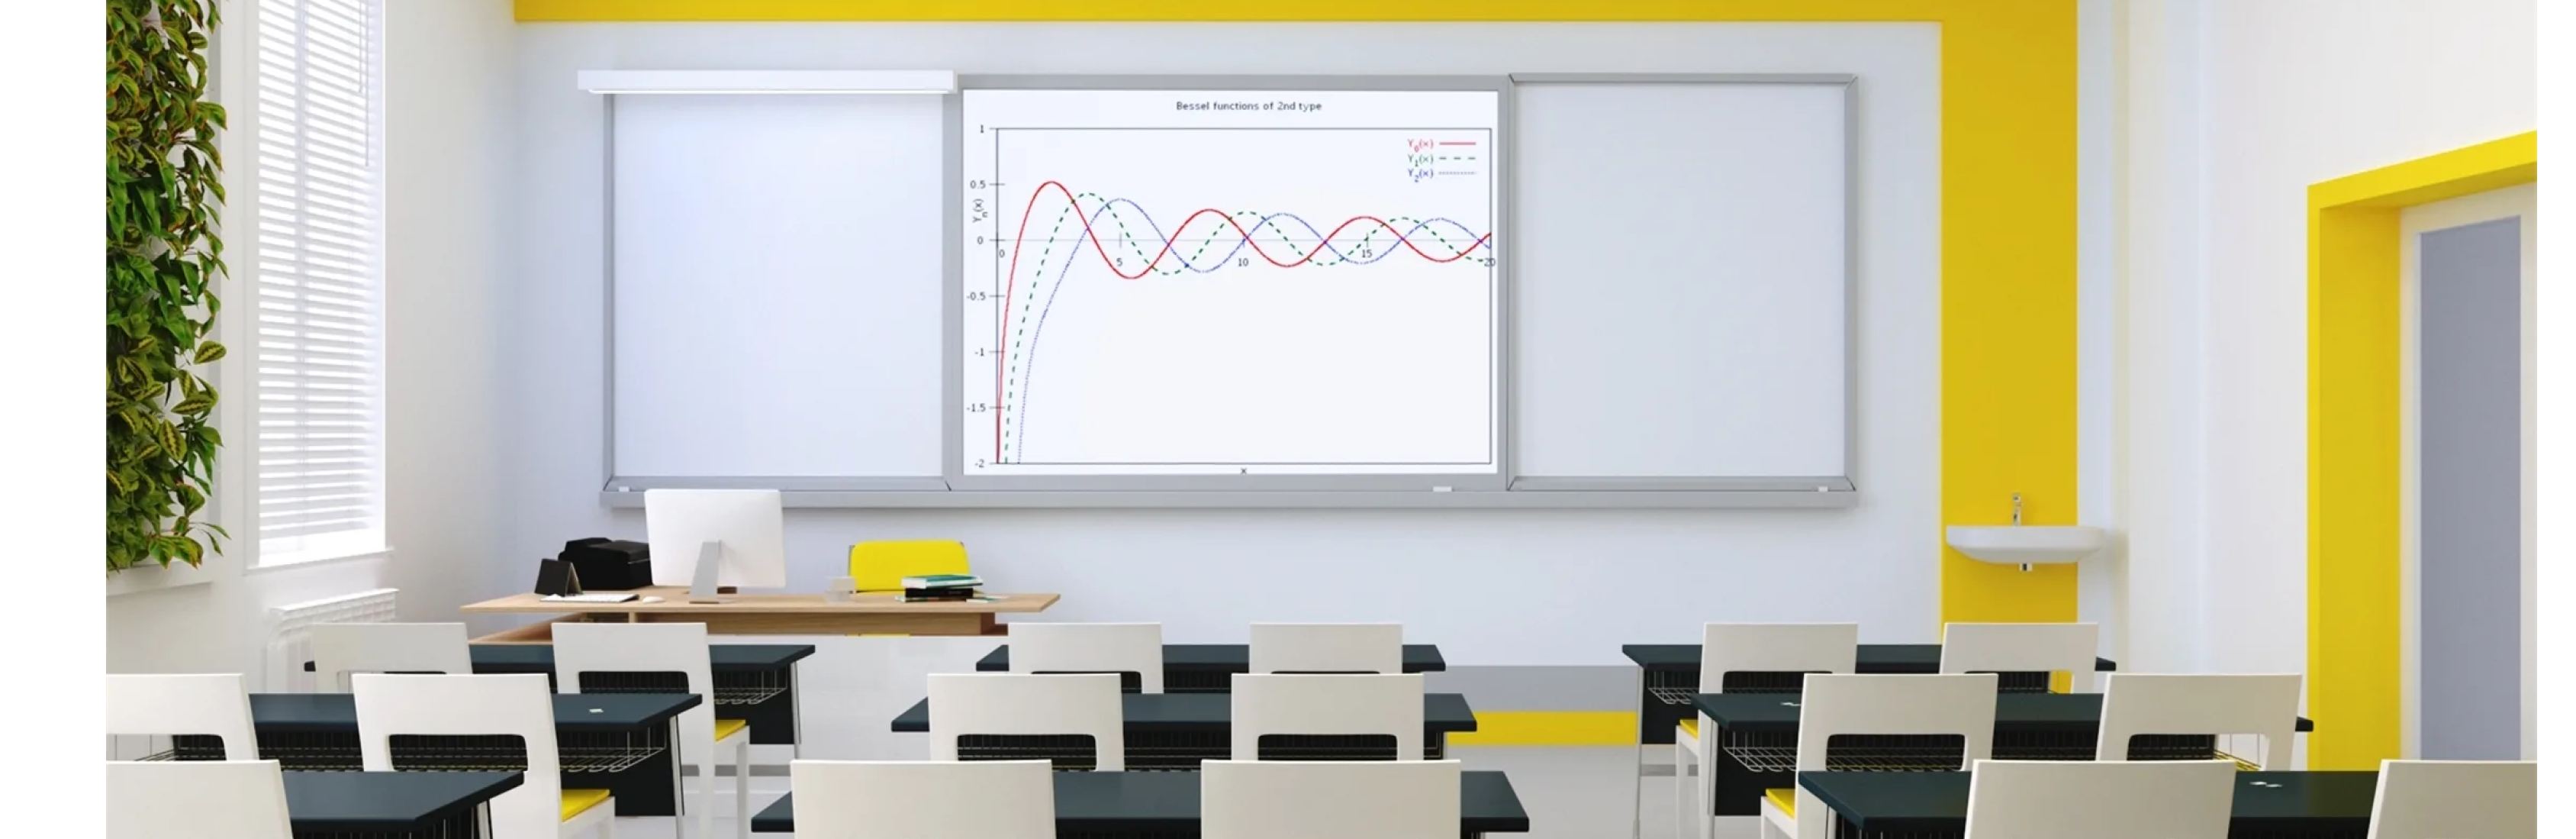 Bessel functions of 2nd type
1
Y0(x)
Y1(x)
Y2(x)
0.5
Yn(x)
0
0 5 10 15 20
-0.5
-1
-1.5
-2
x